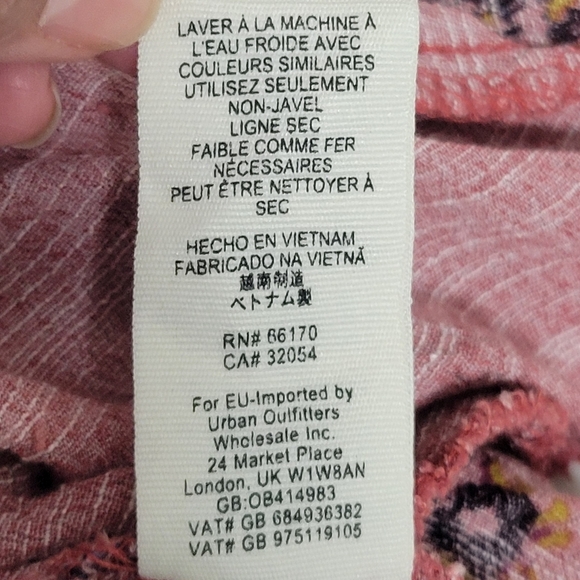 LAVER À LA MACHINE À
L'EAU FROIDE AVEC
COULEURS SIMILAIRES
UTILISEZ SEULEMENT
NON-JAVEL
LIGNE SEC
FAIBLE COMME FER
NÉCESSAIRES
PEUT ÊTRE NETTOYER À
SEC
HECHO EN VIETNAM
FABRICADO NA VIETNÃ
越南制造
ベトナム製
RN# 66170
CA# 32054
For EU-Imported by
Urban Outfitters
Wholesale Inc.
24 Market Place
London, UK W1W8AN
GB:OB414983
VAT# GB 684936382
VAT# GB 975119105